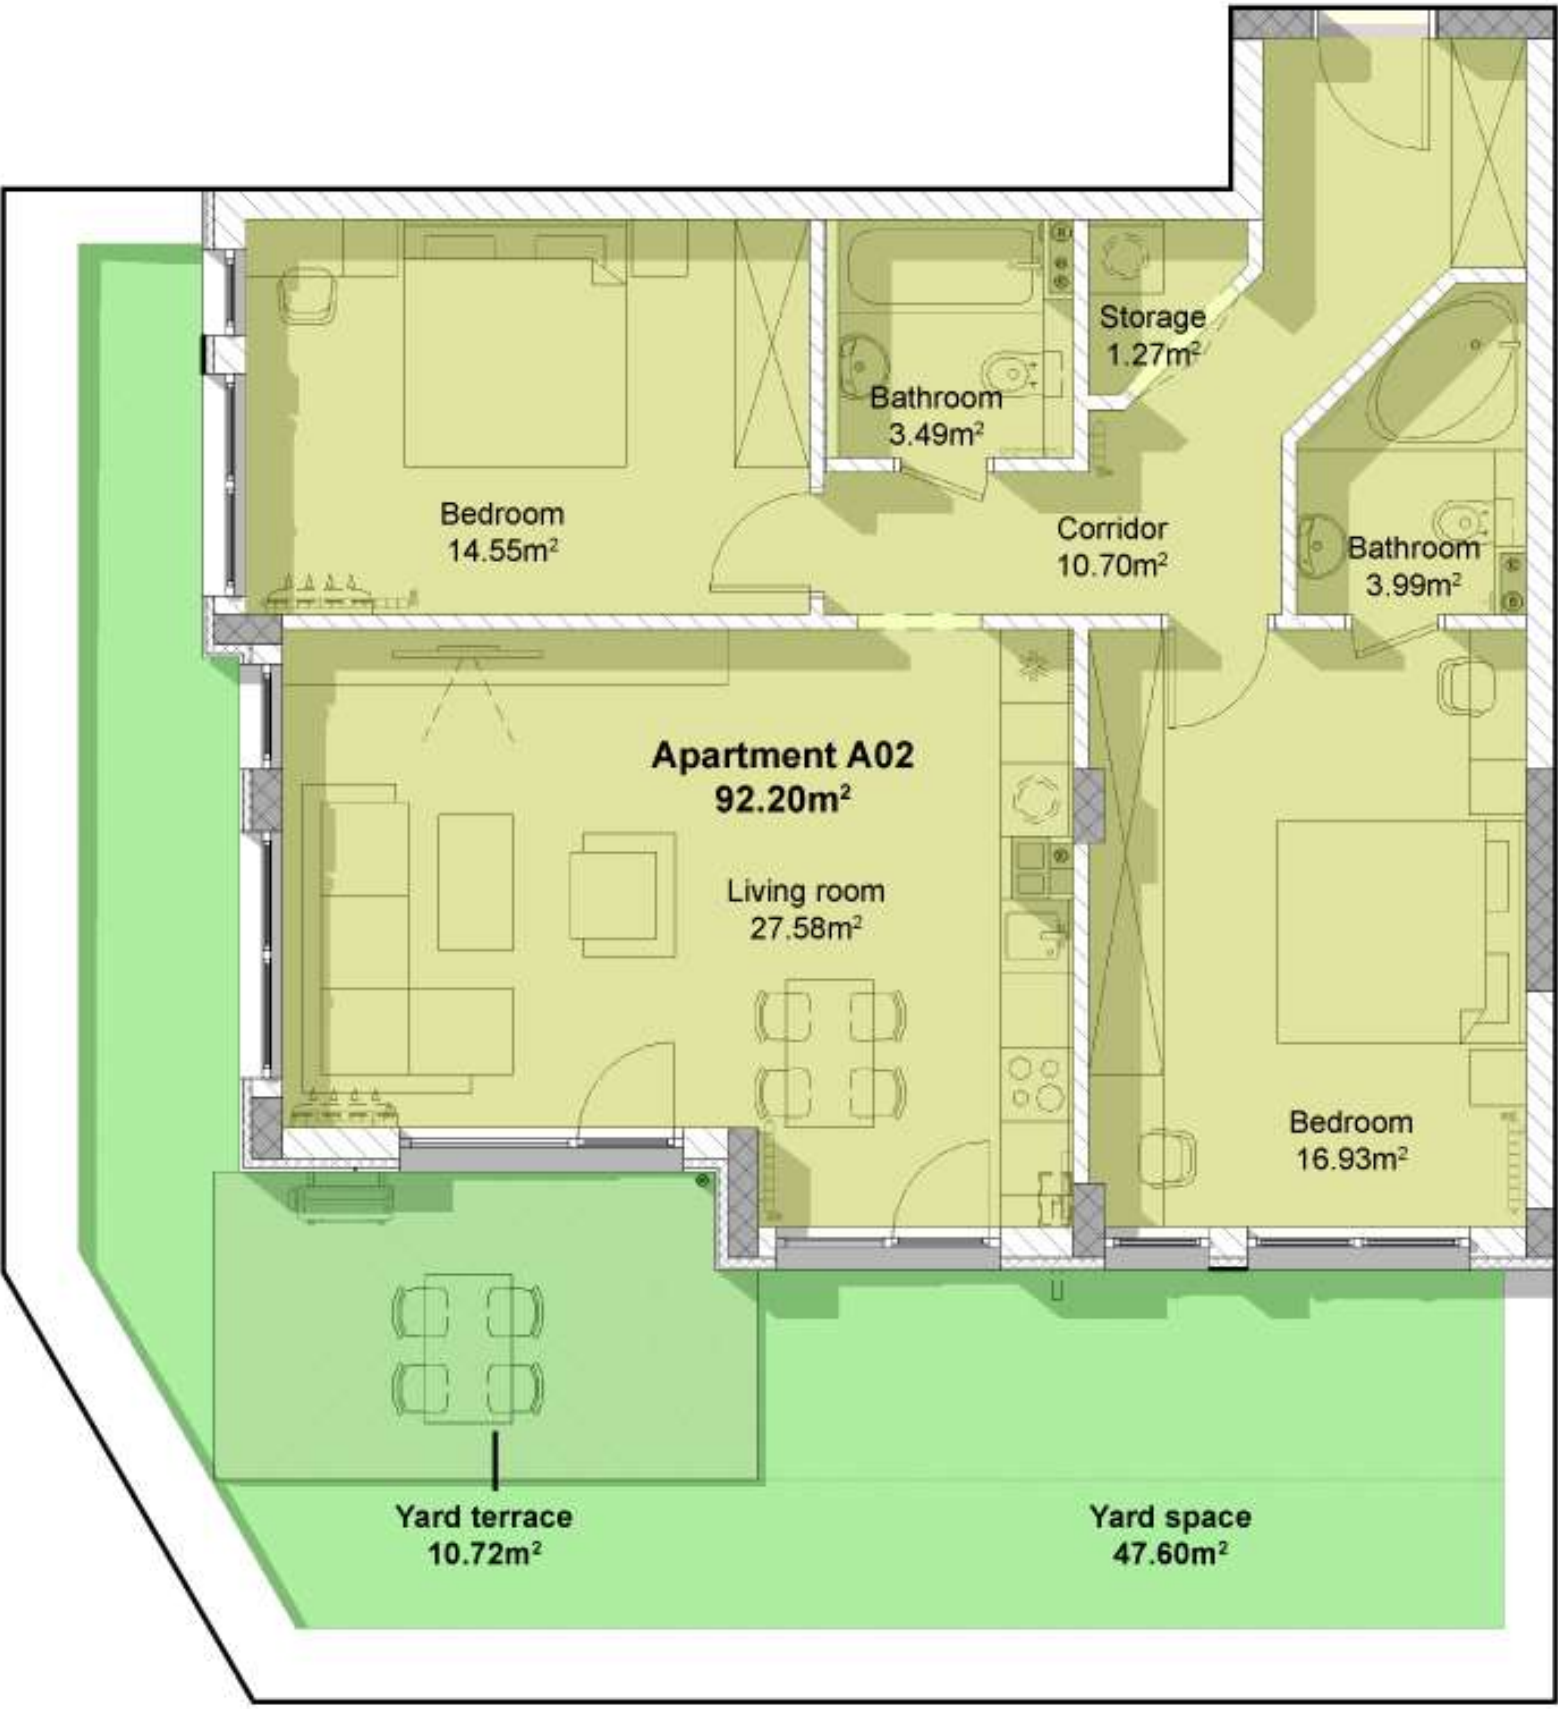 Storage
1.27m²
Bathroom
3.49m²
Bedroom
14.55m²
Corridor
10.70m²
Bathroom
3.99m²
Apartment A02
92.20m²
Living room
27.58m²
Bedroom
16.93m²
Yard terrace
10.72m²
Yard space
47.60m²